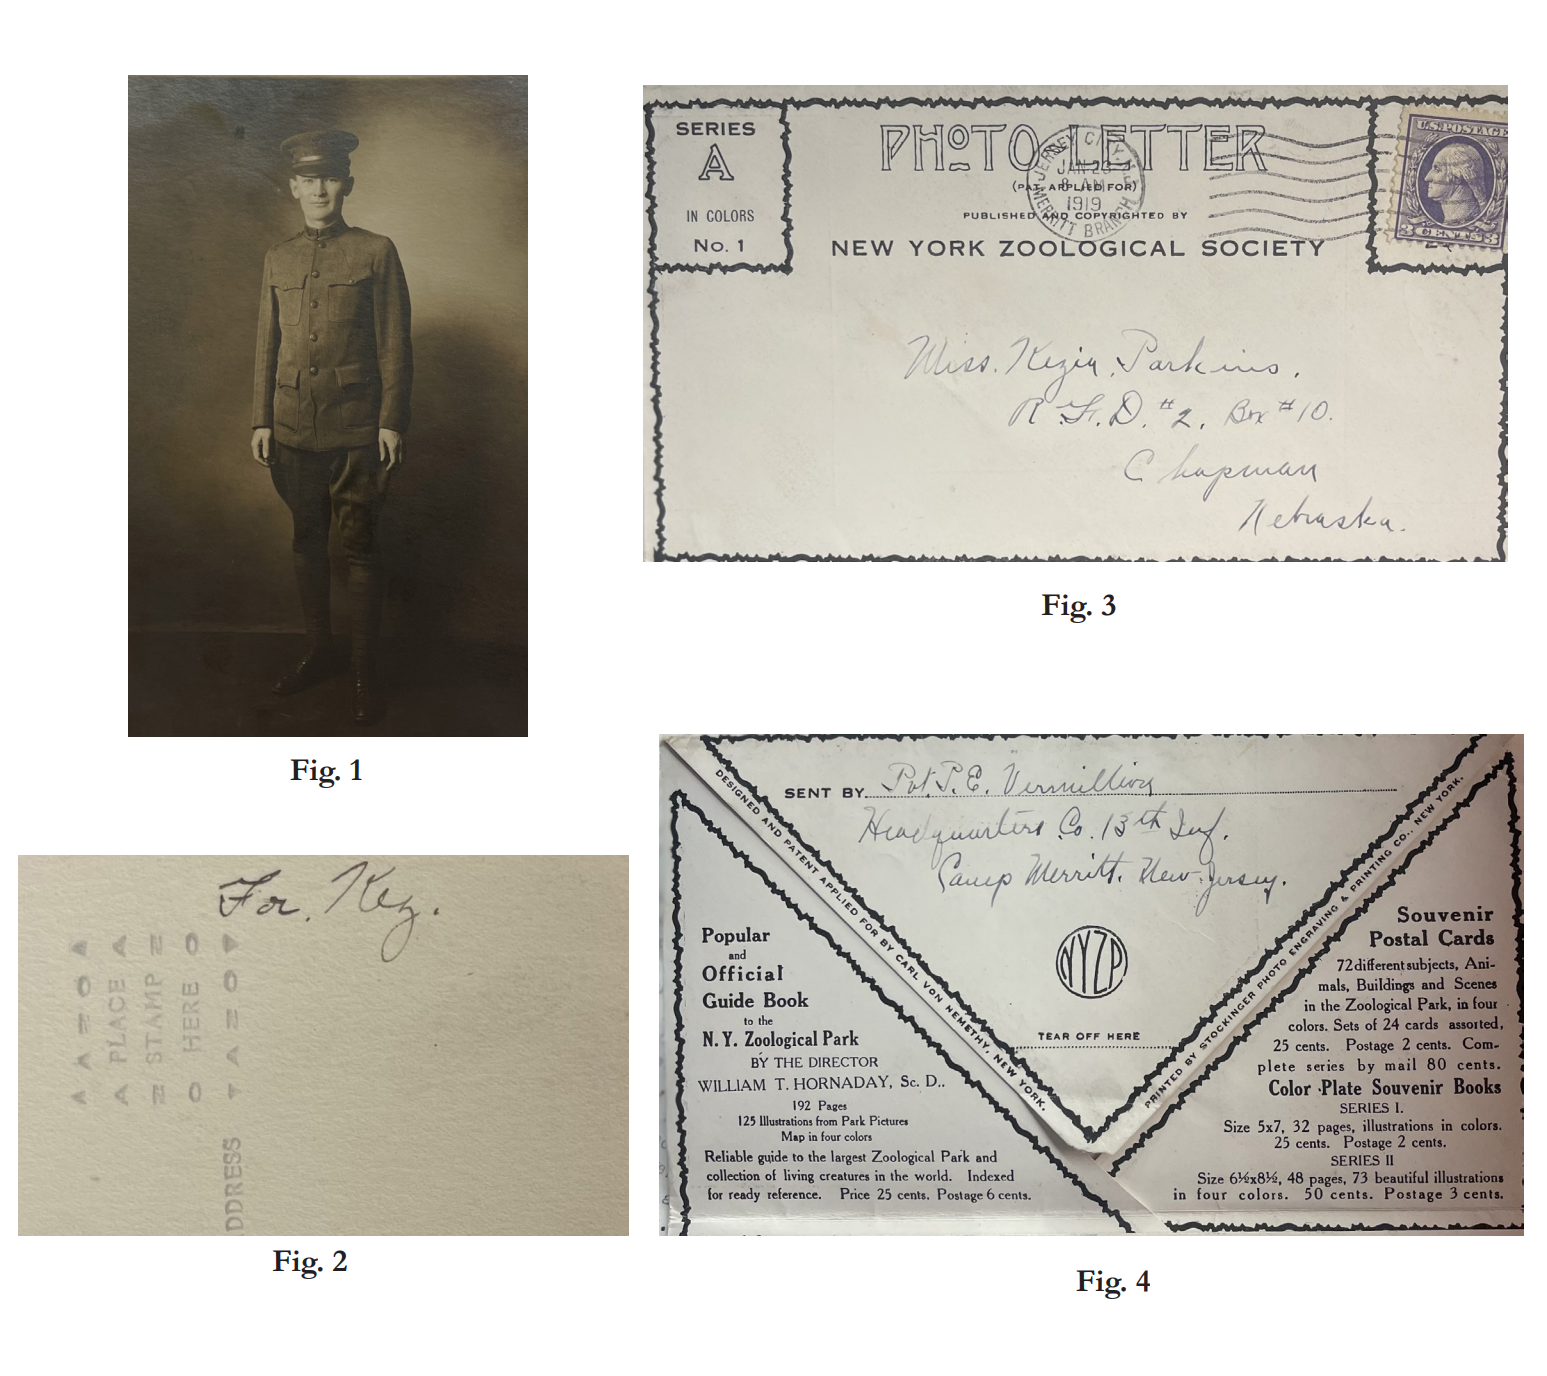 Fig. 1
For. Kez.
PLACE
STAMP
HERE
ADDRESS
Fig. 2
SERIES
A
IN COLORS
No. 1
PHOTO LETTER
(PAT. APPLIED FOR)
PUBLISHED AND COPYRIGHTED BY
NEW YORK ZOOLOGICAL SOCIETY
JERSEY CITY
JAN
8 AM
1919
MERRITT BRANCH
U.S. POSTAGE
3 CENTS 3
Miss. Kezia Parkins.
R.F.D. #2. Box #10.
Chapman
Nebraska.
Fig. 3
SENT BY Pvt. P. E. Vermillion
Headquarters Co. 13th Inf.
Camp Merritt. New-Jersey.
DESIGNED AND PATENT APPLIED FOR BY CARL VON NEMETHY, NEW YORK.
PRINTED BY STOCKINGER PHOTO ENGRAVING & PRINTING CO., NEW YORK.
NYZP
TEAR OFF HERE
Popular
and
Official
Guide Book
to the
N. Y. Zoological Park
BY THE DIRECTOR
WILLIAM T. HORNADAY, Sc. D..
192 Pages
125 Illustrations from Park Pictures
Map in four colors
Reliable guide to the largest Zoological Park and
collection of living creatures in the world. Indexed
for ready reference. Price 25 cents. Postage 6 cents.
Souvenir
Postal Cards
72 different subjects, Ani-
mals, Buildings and Scenes
in the Zoological Park, in four
colors. Sets of 24 cards assorted,
25 cents. Postage 2 cents. Com-
plete series by mail 80 cents.
Color Plate Souvenir Books
SERIES I.
Size 5x7, 32 pages, illustrations in colors.
25 cents. Postage 2 cents.
SERIES II
Size 6½x8½, 48 pages, 73 beautiful illustrations
in four colors. 50 cents. Postage 3 cents.
Fig. 4